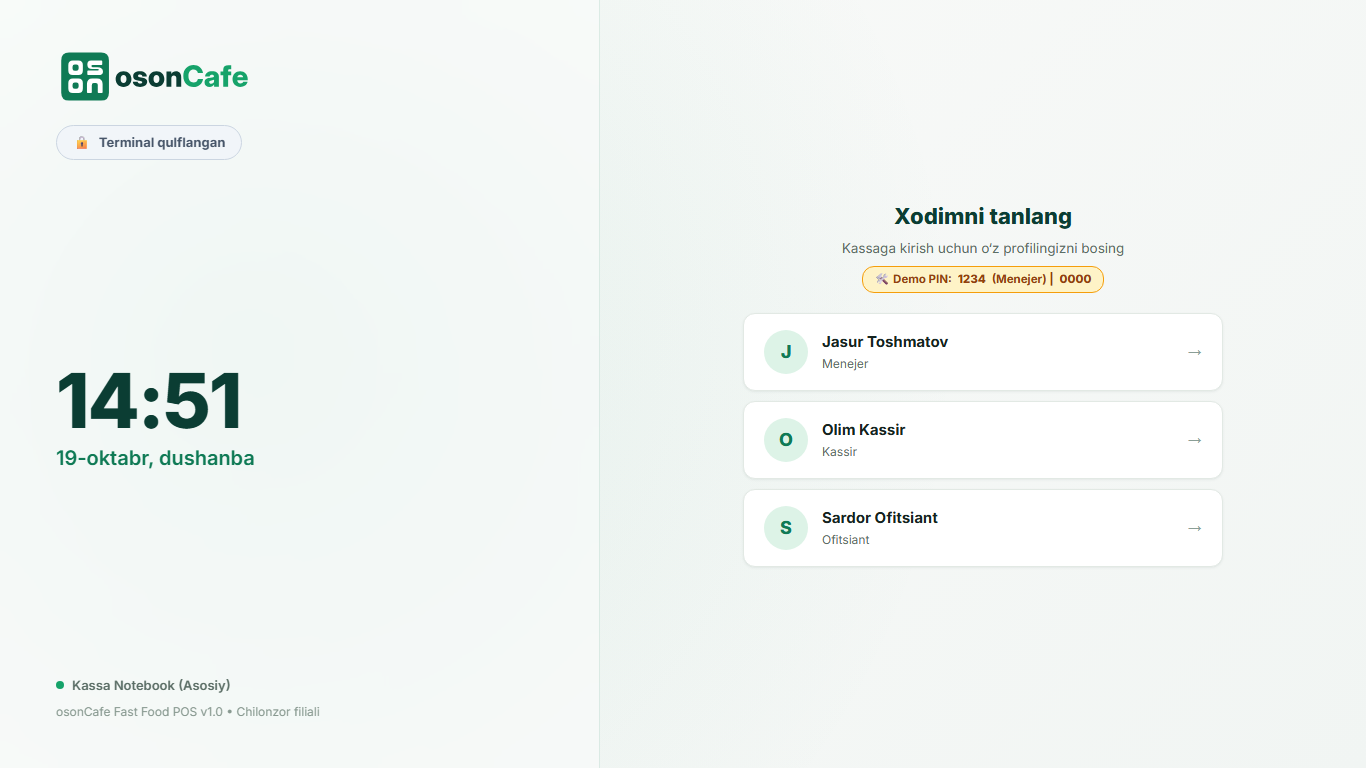 oson
osonCafe
Terminal qulflangan
14:51
19-oktabr, dushanba
Kassa Notebook (Asosiy)
osonCafe Fast Food POS v1.0 • Chilonzor filiali
Xodimni tanlang
Kassaga kirish uchun o‘z profilingizni bosing
Demo PIN: 1234 (Menejer) | 0000
J
Jasur Toshmatov
Menejer
→
O
Olim Kassir
Kassir
→
S
Sardor Ofitsiant
Ofitsiant
→